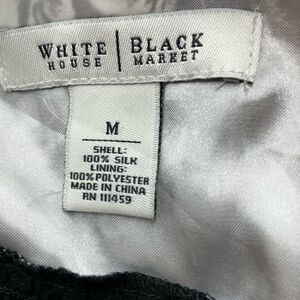 WHITE | BLACK
HOUSE | MARKET
M
SHELL:
100% SILK
LINING:
100% POLYESTER
MADE IN CHINA
RN 111459